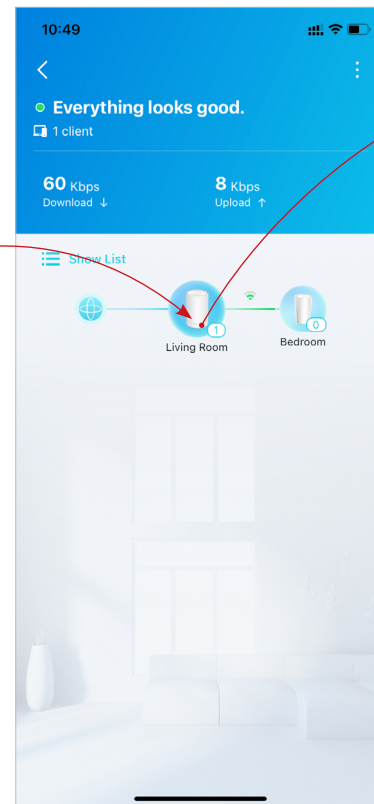 10:49
Everything looks good.
1 client
60 Kbps
Download ↓
8 Kbps
Upload ↑
Show List
1
0
Living Room
Bedroom